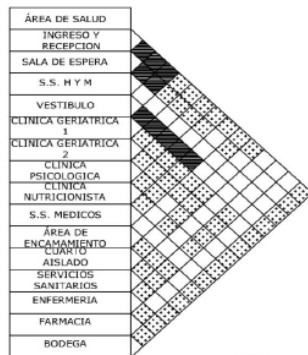 ÁREA DE SALUD
INGRESO Y
RECEPCION
SALA DE ESPERA
S.S. H Y M
VESTIBULO
CLINICA GERIATRICA
1
CLINICA GERIATRICA
2
CLINICA
PSICOLOGICA
CLINICA
NUTRICIONISTA
S.S. MEDICOS
ÁREA DE
ENCAMAMIENTO
CUARTO
AISLADO
SERVICIOS
SANITARIOS
ENFERMERIA
FARMACIA
BODEGA